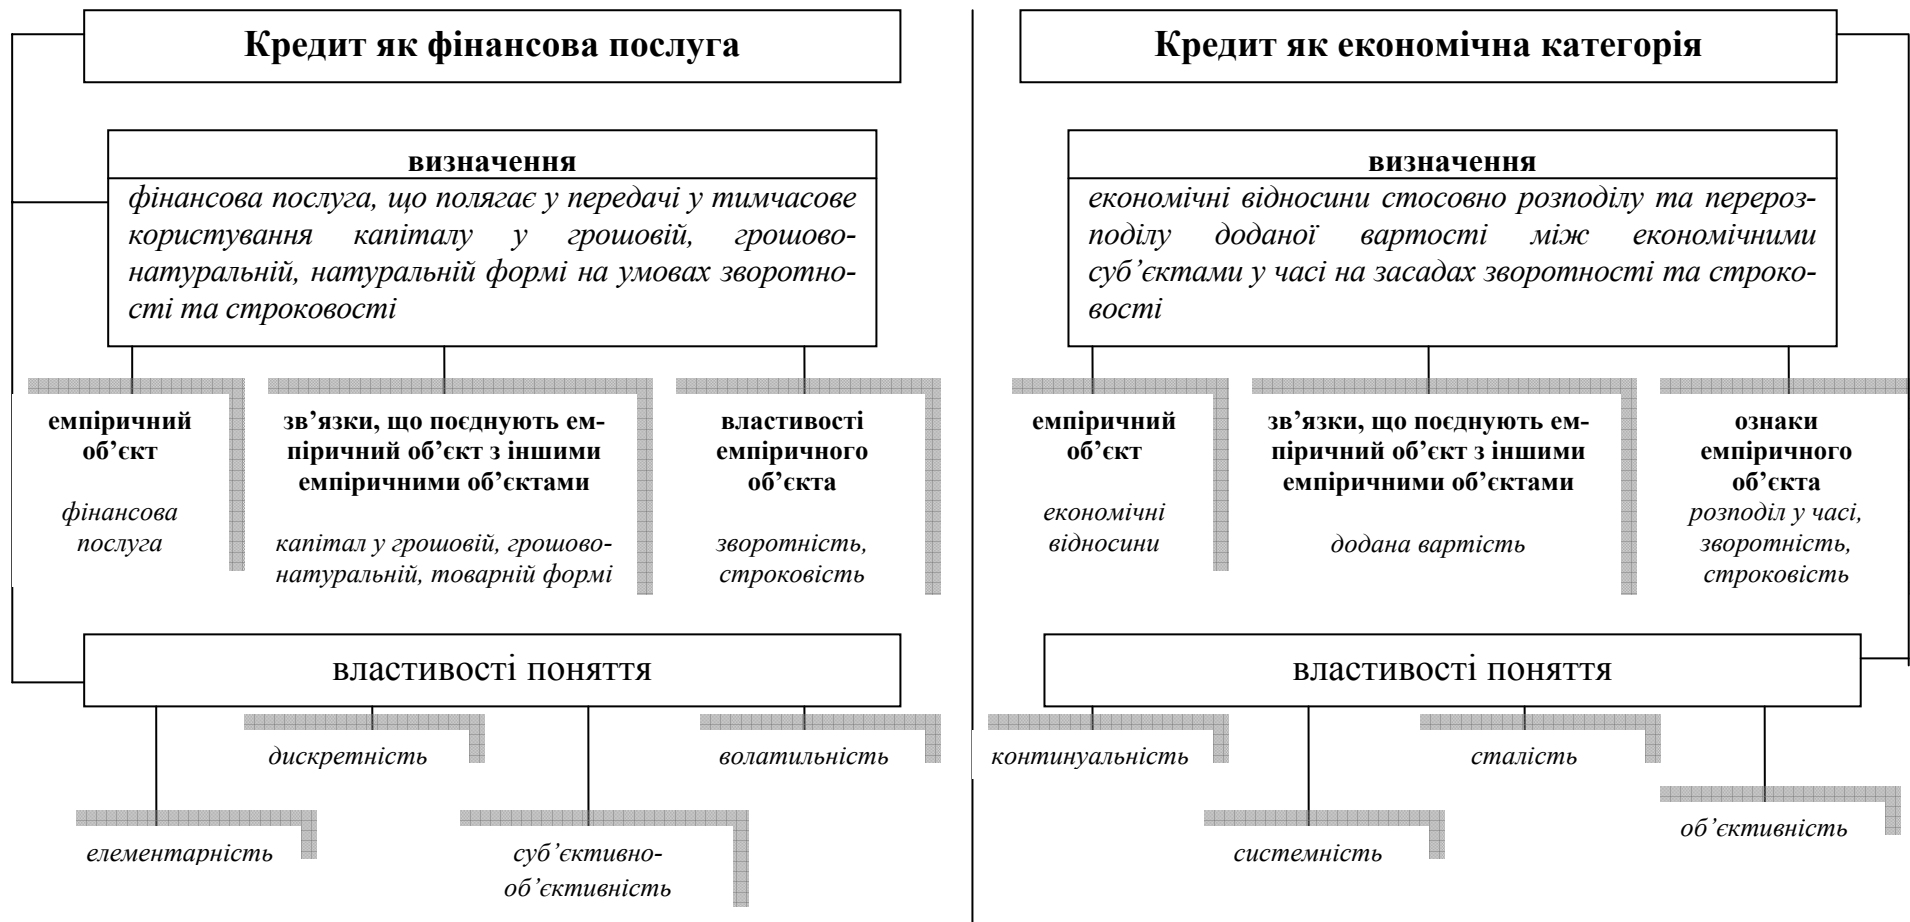 Кредит як фінансова послуга
визначення
фінансова послуга, що полягає у передачі у тимчасове
користування капіталу у грошовій, грошово-
натуральній, натуральній формі на умовах зворотно-
сті та строковості
емпіричний
об’єкт
фінансова
послуга
зв’язки, що поєднують ем-
піричний об’єкт з іншими
емпіричними об’єктами
капітал у грошовій, грошово-
натуральній, товарній формі
властивості
емпіричного
об’єкта
зворотність,
строковість
властивості поняття
дискретність
волатильність
елементарність
суб’єктивно-
об’єктивність
Кредит як економічна категорія
визначення
економічні відносини стосовно розподілу та перероз-
поділу доданої вартості між економічними
суб’єктами у часі на засадах зворотності та строко-
вості
емпіричний
об’єкт
економічні
відносини
зв’язки, що поєднують ем-
піричний об’єкт з іншими
емпіричними об’єктами
додана вартість
ознаки
емпіричного
об’єкта
розподіл у часі,
зворотність,
строковість
властивості поняття
континуальність
сталість
системність
об’єктивність